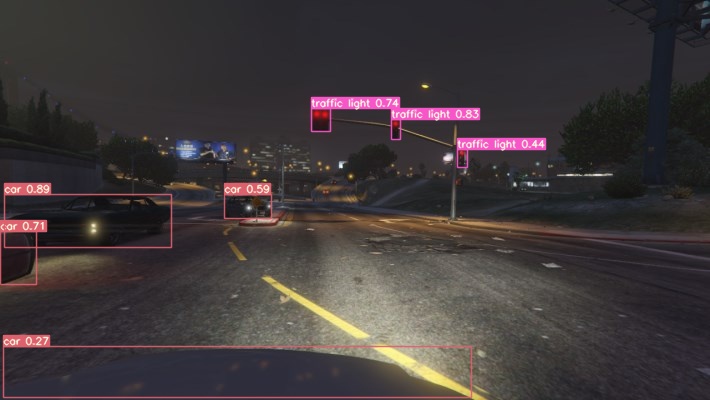 traffic light 0.74
traffic light 0.83
traffic light 0.44
car 0.89
car 0.59
car 0.71
car 0.27